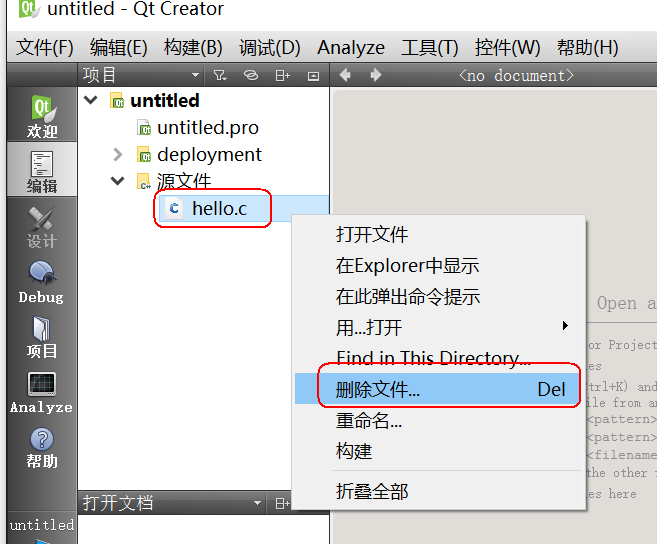 untitled - Qt Creator
文件(F) 编辑(E) 构建(B) 调试(D) Analyze 工具(T) 控件(W) 帮助(H)
项目 <no document>
untitled
untitled.pro
deployment
源文件
hello.c
欢迎
编辑
设计
Debug
项目
Analyze
帮助
打开文件
在Explorer中显示
在此弹出命令提示
用...打开
Find in This Directory...
删除文件... Del
重命名...
构建
折叠全部
Open a
or Project
es
trl+K) and
ile from an
<pattern>
<pattern>
<filename
the other f
es here
打开文档
untitled